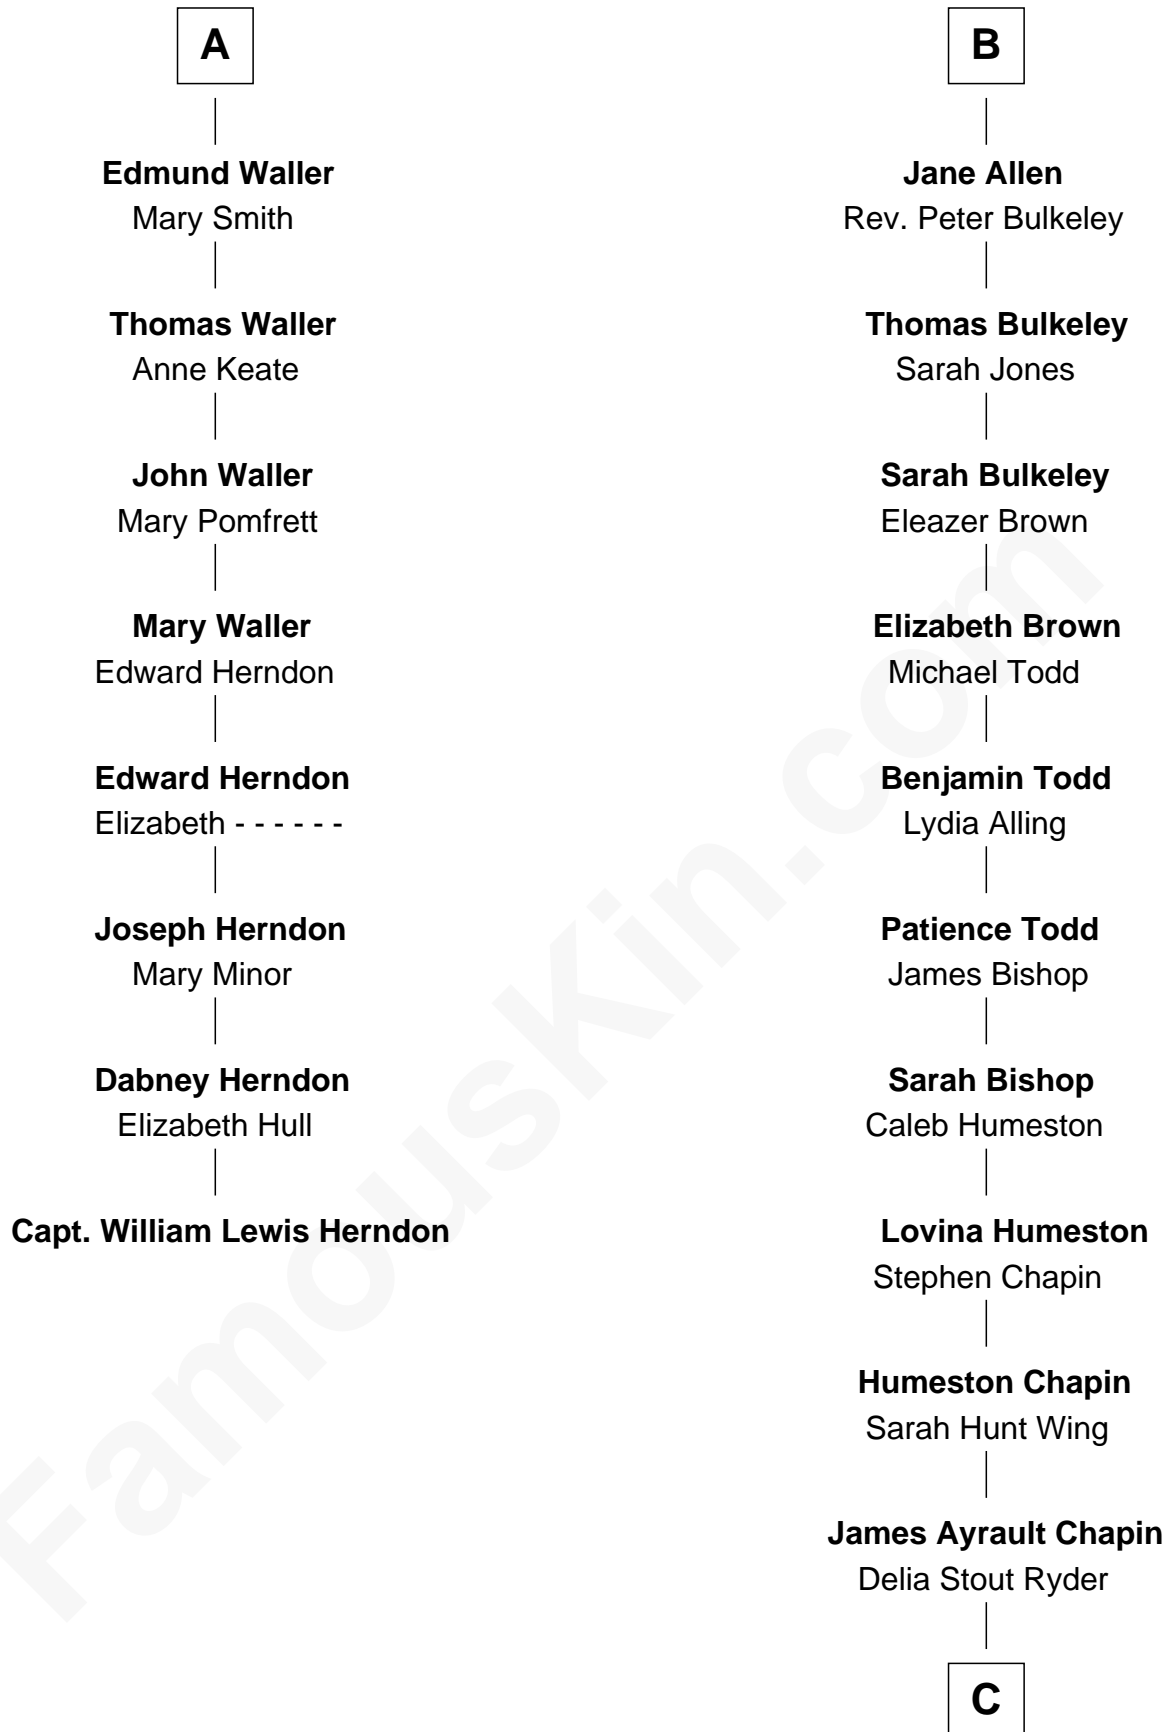 A
Edmund Waller
Mary Smith
Thomas Waller
Anne Keate
John Waller
Mary Pomfrett
Mary Waller
Edward Herndon
Edward Herndon
Elizabeth - - - - - -
Joseph Herndon
Mary Minor
Dabney Herndon
Elizabeth Hull
Capt. William Lewis Herndon
B
Jane Allen
Rev. Peter Bulkeley
Thomas Bulkeley
Sarah Jones
Sarah Bulkeley
Eleazer Brown
Elizabeth Brown
Michael Todd
Benjamin Todd
Lydia Alling
Patience Todd
James Bishop
Sarah Bishop
Caleb Humeston
Lovina Humeston
Stephen Chapin
Humeston Chapin
Sarah Hunt Wing
James Ayrault Chapin
Delia Stout Ryder
C
FamousKin.com